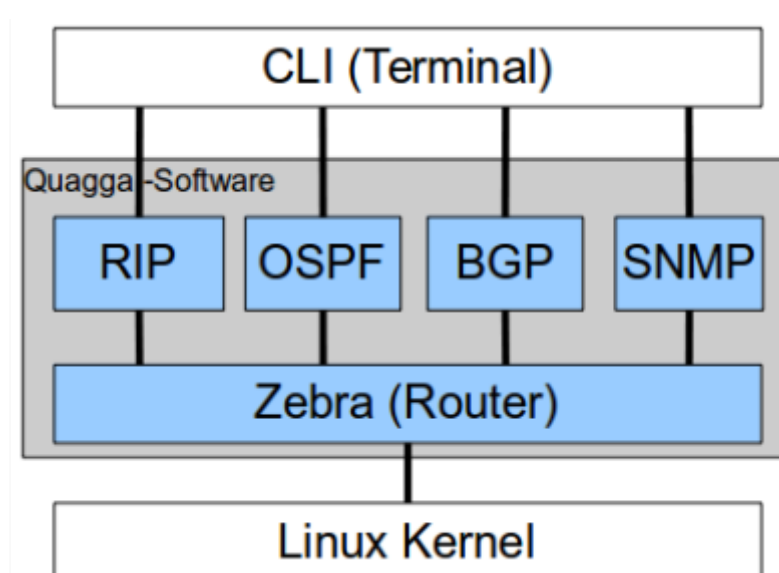 CLI (Terminal)
Quagga-Software
RIP OSPF BGP SNMP
Zebra (Router)
Linux Kernel